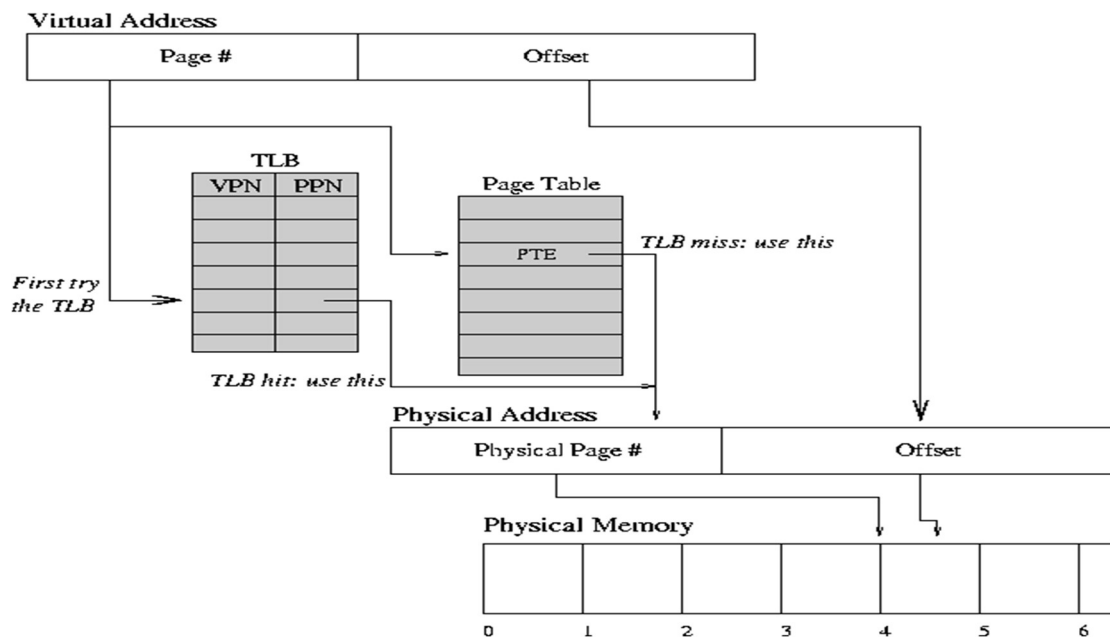 Virtual Address
Page # Offset
TLB
VPN PPN
Page Table
PTE
TLB miss: use this
First try
the TLB
TLB hit: use this
Physical Address
Physical Page # Offset
Physical Memory
0 1 2 3 4 5 6